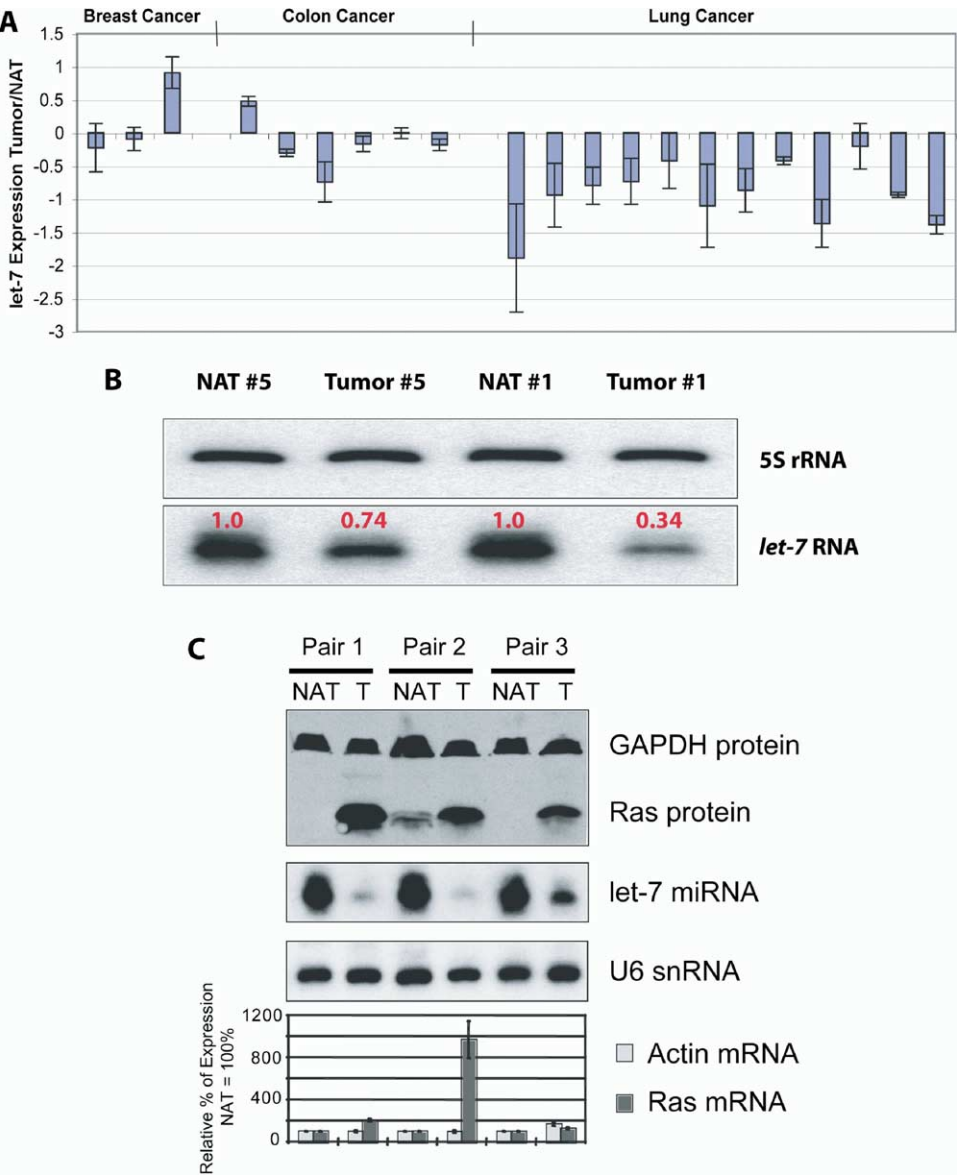 A
Breast Cancer Colon Cancer Lung Cancer
let-7 Expression Tumor/NAT
1.5
1
0.5
0
-0.5
-1
-1.5
-2
-2.5
-3
B
NAT #5 Tumor #5 NAT #1 Tumor #1
5S rRNA
1.0 0.74 1.0 0.34
let-7 RNA
C
Pair 1 Pair 2 Pair 3
NAT T NAT T NAT T
GAPDH protein
Ras protein
let-7 miRNA
U6 snRNA
Relative % of Expression
NAT = 100%
1200
800
400
0
Actin mRNA
Ras mRNA